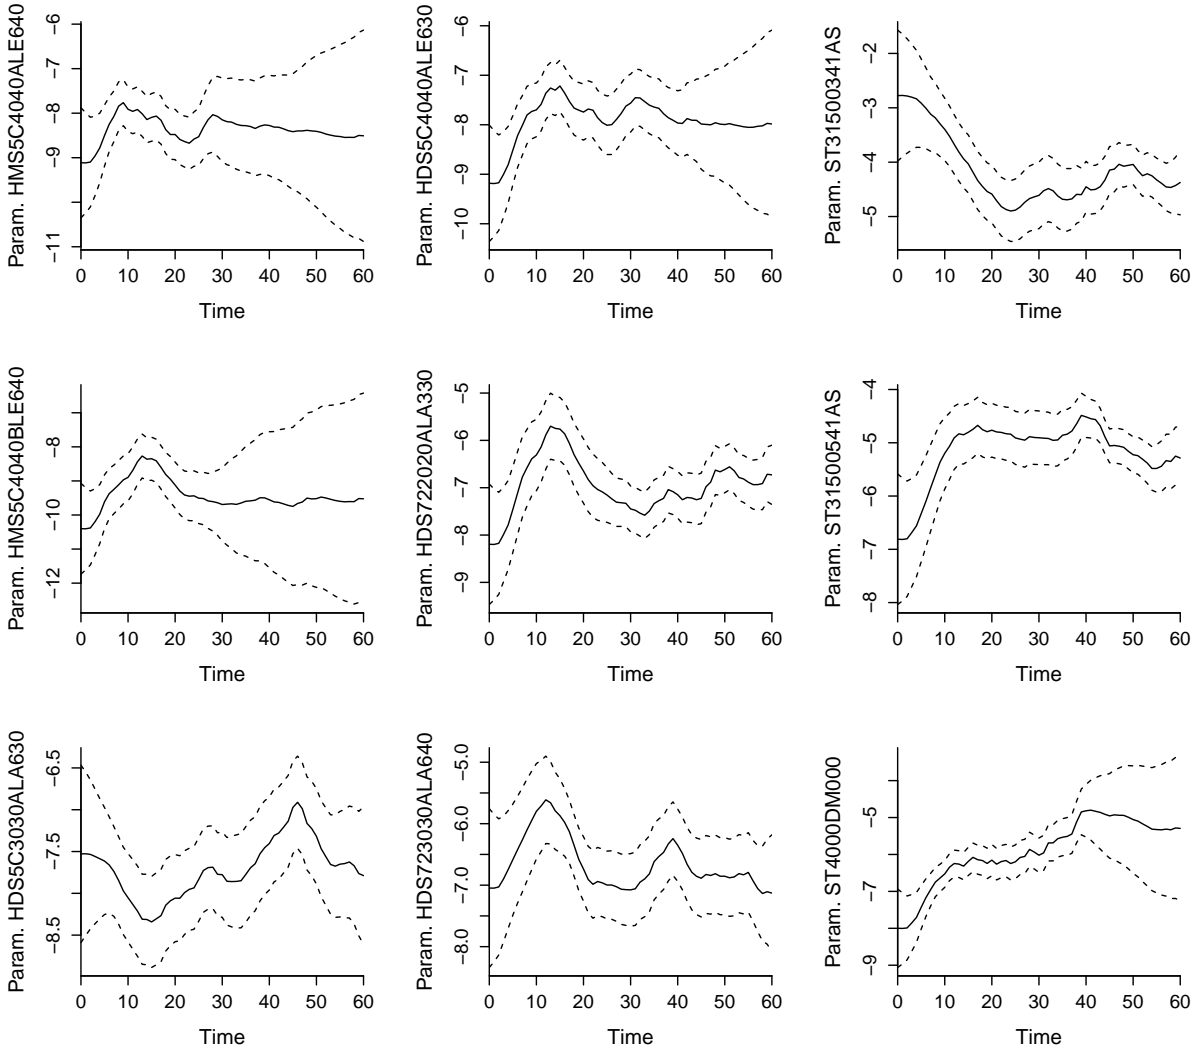 Param. HMS5C4040ALE640
−6
−8
−9
−11
0 10 20 30 40 50 60
Time
Param. HDS5C4040ALE630
−6
−7
−8
−9
−10
0 10 20 30 40 50 60
Time
Param. ST31500341AS
−2
−3
−4
−5
0 10 20 30 40 50 60
Time
Param. HMS5C4040BLE640
−8
−10
−12
0 10 20 30 40 50 60
Time
Param. HDS722020ALA330
−5
−6
−7
−8
−9
0 10 20 30 40 50 60
Time
Param. ST31500541AS
−4
−5
−6
−7
−8
0 10 20 30 40 50 60
Time
Param. HDS5C3030ALA630
−6.5
−7.5
−8.5
0 10 20 30 40 50 60
Time
Param. HDS723030ALA640
−5.0
−6.0
−7.0
−8.0
0 10 20 30 40 50 60
Time
Param. ST4000DM000
−5
−7
−9
0 10 20 30 40 50 60
Time